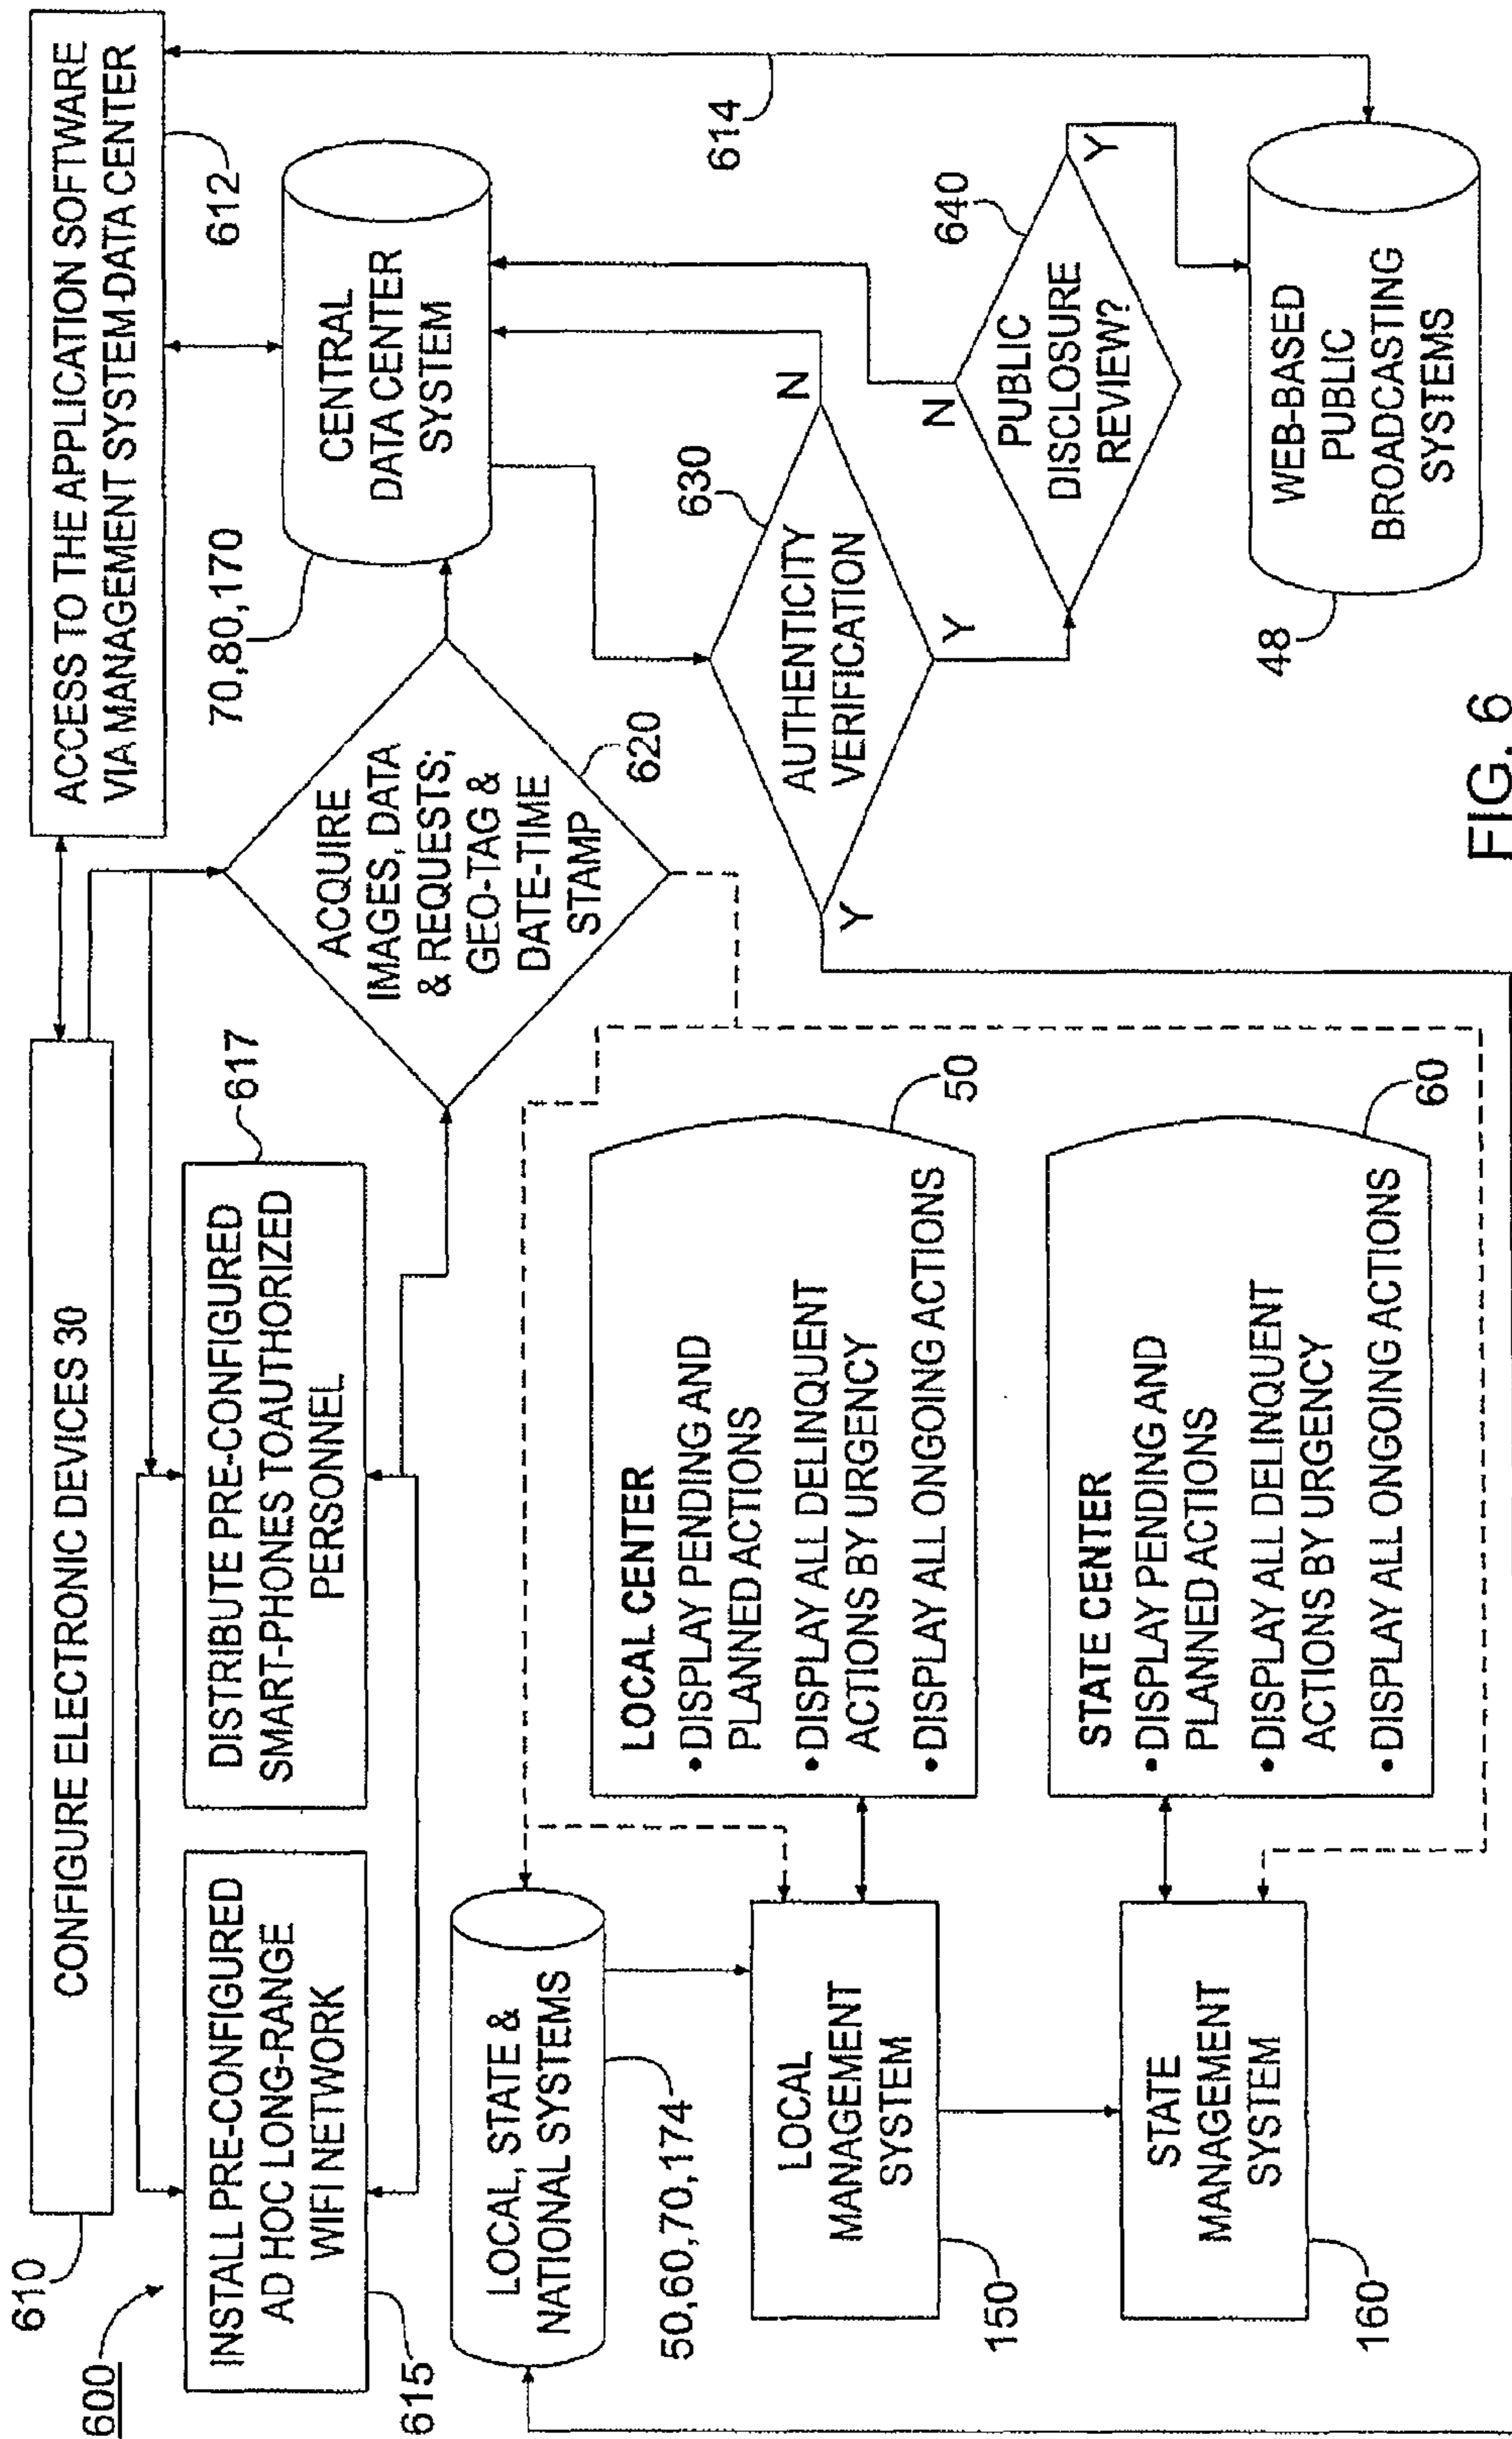 600
610
CONFIGURE ELECTRONIC DEVICES 30
ACCESS TO THE APPLICATION SOFTWARE
VIA MANAGEMENT SYSTEM DATA CENTER
612
614
INSTALL PRE-CONFIGURED
AD HOC LONG-RANGE
WIFI NETWORK
615
DISTRIBUTE PRE-CONFIGURED
SMART-PHONES TOAUTHORIZED
PERSONNEL
617
ACQUIRE
IMAGES, DATA
& REQUESTS;
GEO-TAG &
DATE-TIME
STAMP
620
70,80,170
CENTRAL
DATA CENTER
SYSTEM
LOCAL, STATE &
NATIONAL SYSTEMS
50,60,70,174
LOCAL CENTER
• DISPLAY PENDING AND
PLANNED ACTIONS
• DISPLAY ALL DELINQUENT
ACTIONS BY URGENCY
• DISPLAY ALL ONGOING ACTIONS
50
AUTHENTICITY
VERIFICATION
630
Y
N
Y
LOCAL
MANAGEMENT
SYSTEM
150
PUBLIC
DISCLOSURE
REVIEW?
640
N
Y
STATE CENTER
• DISPLAY PENDING AND
PLANNED ACTIONS
• DISPLAY ALL DELINQUENT
ACTIONS BY URGENCY
• DISPLAY ALL ONGOING ACTIONS
60
STATE
MANAGEMENT
SYSTEM
160
WEB-BASED
PUBLIC
BROADCASTING
SYSTEMS
48
FIG. 6